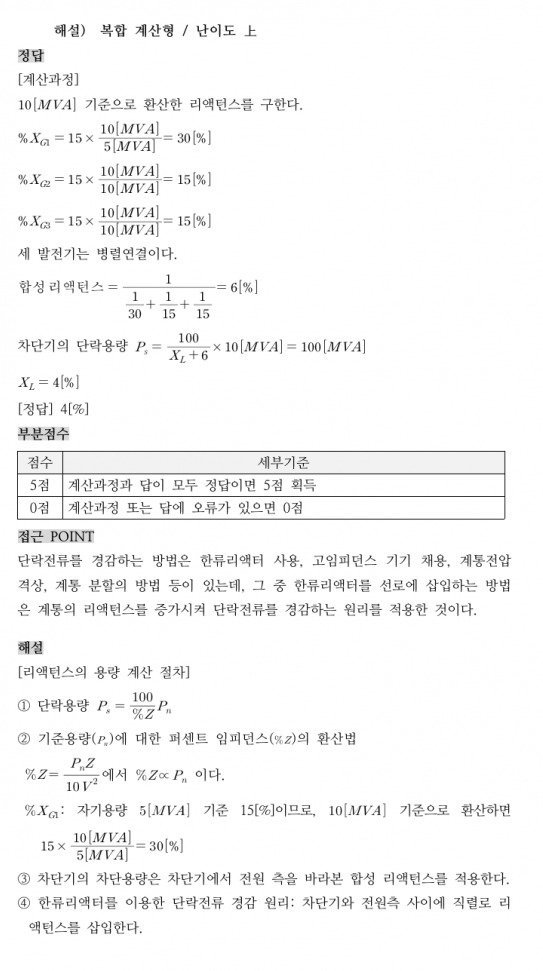 해설) 복합 계산형 / 난이도 上
정답
[계산과정]
10[MVA] 기준으로 환산한 리액턴스를 구한다.
%X_{G1} = 15 × \frac{10[MVA]}{5[MVA]} = 30[%]
%X_{G2} = 15 × \frac{10[MVA]}{10[MVA]} = 15[%]
%X_{G3} = 15 × \frac{10[MVA]}{10[MVA]} = 15[%]
세 발전기는 병렬연결이다.
합성리액턴스 = \frac{1}{\frac{1}{30} + \frac{1}{15} + \frac{1}{15}} = 6[%]
차단기의 단락용량 P_s = \frac{100}{X_L + 6} × 10[MVA] = 100[MVA]
X_L = 4[%]
[정답] 4[%]
부분점수
점수 세부기준
5점 계산과정과 답이 모두 정답이면 5점 획득
0점 계산과정 또는 답에 오류가 있으면 0점
접근 POINT
단락전류를 경감하는 방법은 한류리액터 사용, 고임피던스 기기 채용, 계통전압
격상, 계통 분할의 방법 등이 있는데, 그 중 한류리액터를 선로에 삽입하는 방법
은 계통의 리액턴스를 증가시켜 단락전류를 경감하는 원리를 적용한 것이다.
해설
[리액턴스의 용량 계산 절차]
① 단락용량 P_s = \frac{100}{%Z} P_n
② 기준용량(P_s)에 대한 퍼센트 임피던스(%Z)의 환산법
%Z = \frac{P_n Z}{10 V^2} 에서 %Z ∝ P_n 이다.
%X_{G1}: 자기용량 5[MVA] 기준 15[%]이므로, 10[MVA] 기준으로 환산하면
15 × \frac{10[MVA]}{5[MVA]} = 30[%]
③ 차단기의 차단용량은 차단기에서 전원 측을 바라본 합성 리액턴스를 적용한다.
④ 한류리액터를 이용한 단락전류 경감 원리: 차단기와 전원측 사이에 직렬로 리
액턴스를 삽입한다.